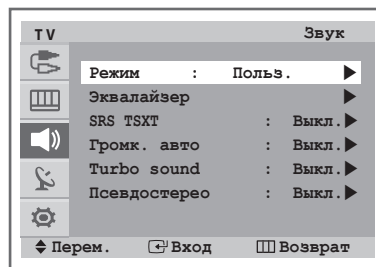 TV Звук
Режим : Польз.
Эквалайзер
SRS TSXT : Выкл.
Громк. авто : Выкл.
Turbo sound : Выкл.
Псевдостерео : Выкл.
Перем. Вход Возврат